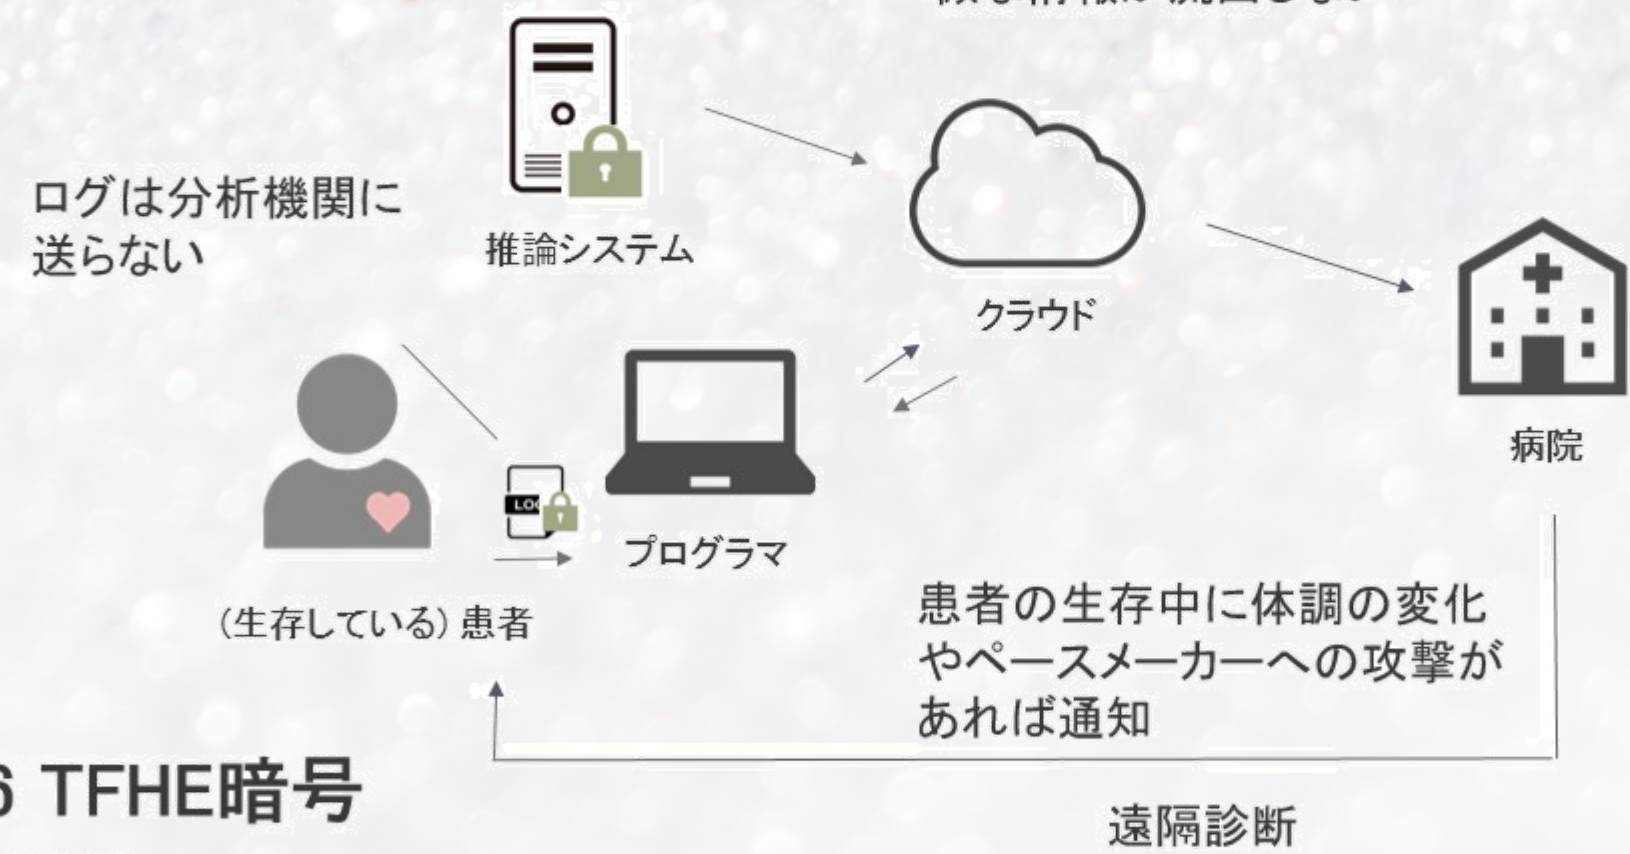 ログは分析機関に
送らない
推論システム
クラウド
病院
LOG
プログラマ
(生存している) 患者
患者の生存中に体調の変化
やペースメーカーへの攻撃が
あれば通知
6 TFHE暗号
遠隔診断